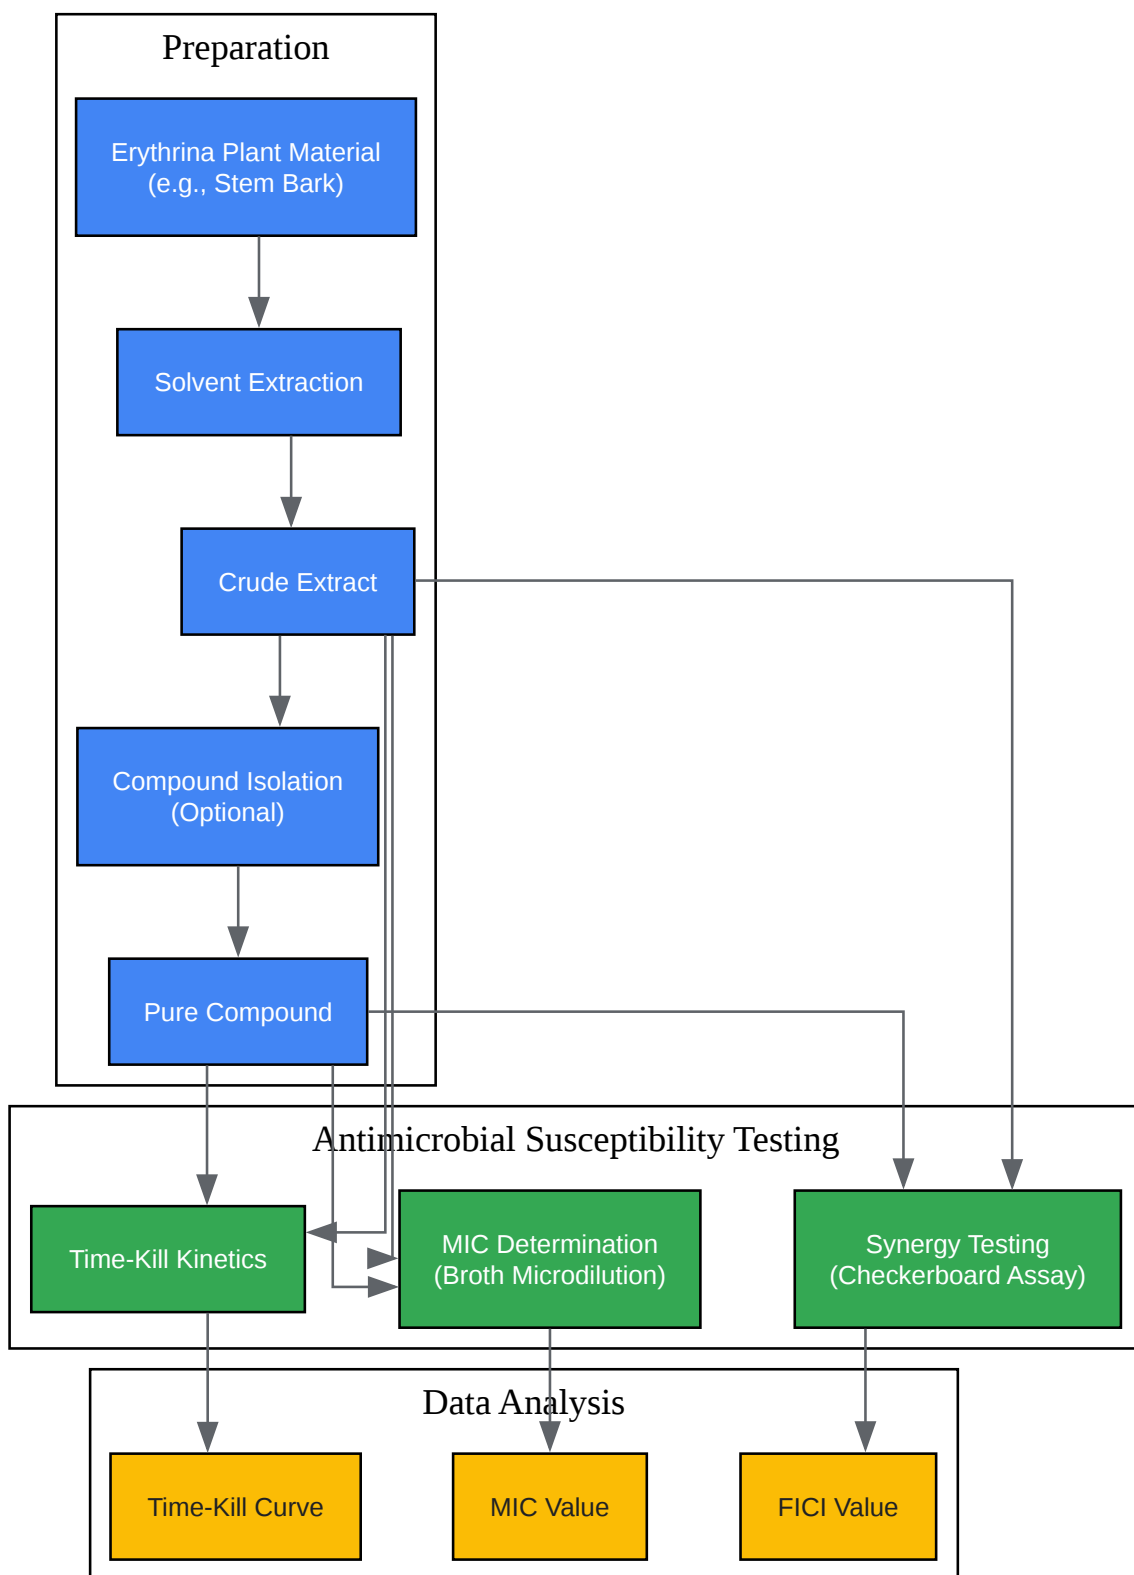 Preparation
Erythrina Plant Material
(e.g., Stem Bark)
Solvent Extraction
Crude Extract
Compound Isolation
(Optional)
Pure Compound
Antimicrobial Susceptibility Testing
Time-Kill Kinetics
MIC Determination
(Broth Microdilution)
Synergy Testing
(Checkerboard Assay)
Data Analysis
Time-Kill Curve
MIC Value
FICI Value